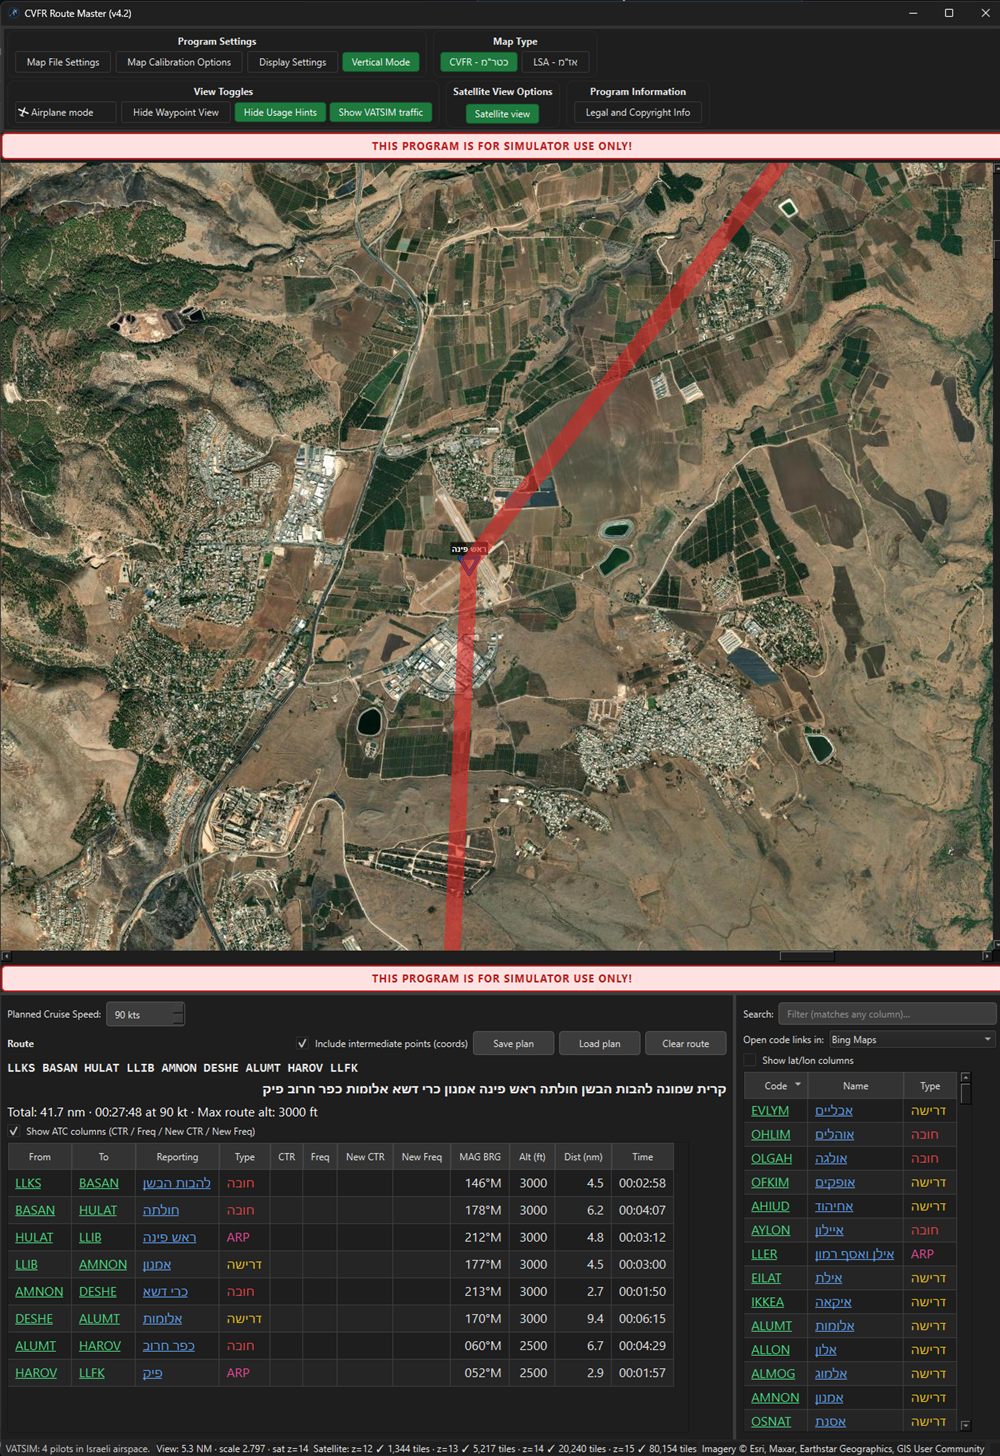 CVFR Route Master (v4.2)
Program Settings
Map Type
Map File Settings
Map Calibration Options
Display Settings
Vertical Mode
CVFR - כטר"מ
LSA - אז"מ
View Toggles
Satellite View Options
Program Information
Airplane mode
Hide Waypoint View
Hide Usage Hints
Show VATSIM traffic
Satellite view
Legal and Copyright Info
THIS PROGRAM IS FOR SIMULATOR USE ONLY!
ראש פינה
THIS PROGRAM IS FOR SIMULATOR USE ONLY!
Planned Cruise Speed: 90 kts
Route
Include intermediate points (coords)
Save plan
Load plan
Clear route
LLKS BASAN HULAT LLIB AMNON DESHE ALUMT HAROV LLFK
קרית שמונה להבות הבשן חולתה ראש פינה אמנון כרי דשא אלומות כפר חרוב פיק
Total: 41.7 nm · 00:27:48 at 90 kt · Max route alt: 3000 ft
Show ATC columns (CTR / Freq / New CTR / New Freq)
From To Reporting Type CTR Freq New CTR New Freq MAG BRG Alt (ft) Dist (nm) Time
LLKS BASAN להבות הבשן חובה 146°M 3000 4.5 00:02:58
BASAN HULAT חולתה חובה 178°M 3000 6.2 00:04:07
HULAT LLIB ראש פינה ARP 212°M 3000 4.8 00:03:12
LLIB AMNON אמנון דרישה 177°M 3000 4.5 00:03:00
AMNON DESHE כרי דשא חובה 213°M 3000 2.7 00:01:50
DESHE ALUMT אלומות דרישה 170°M 3000 9.4 00:06:15
ALUMT HAROV כפר חרוב חובה 060°M 2500 6.7 00:04:29
HAROV LLFK פיק ARP 052°M 2500 2.9 00:01:57
Search: Filter (matches any column)...
Open code links in: Bing Maps
Show lat/lon columns
Code Name Type
EVLYM אבליים דרישה
OHLIM אוהלים חובה
OLGAH אולגה חובה
OFKIM אופקים דרישה
AHIUD אחיהוד דרישה
AYLON איילון חובה
LLER אילן ואסף רמון ARP
EILAT אילת דרישה
IKKEA איקאה דרישה
ALUMT אלומות דרישה
ALLON אלון דרישה
ALMOG אלמוג דרישה
AMNON אמנון דרישה
OSNAT אסנת דרישה
VATSIM: 4 pilots in Israeli airspace. View: 5.3 NM · scale 2.797 · sat z=14 Satellite: z=12 ✓ 1,344 tiles · z=13 ✓ 5,217 tiles · z=14 ✓ 20,240 tiles · z=15 ✓ 80,154 tiles Imagery © Esri, Maxar, Earthstar Geographics, GIS User Community